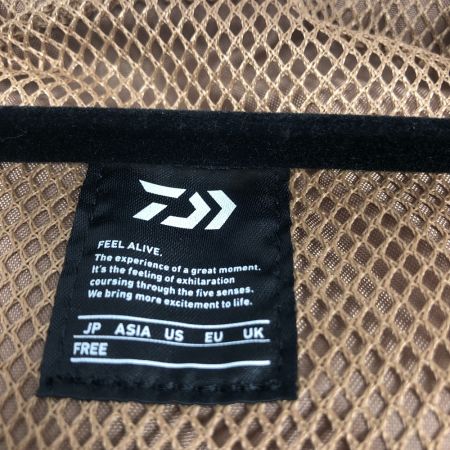 FEEL ALIVE.
The experience of a great moment.
It's the feeling of exhilaration
coursing through the five senses.
We bring more excitement to life.
JP ASIA US EU UK
FREE